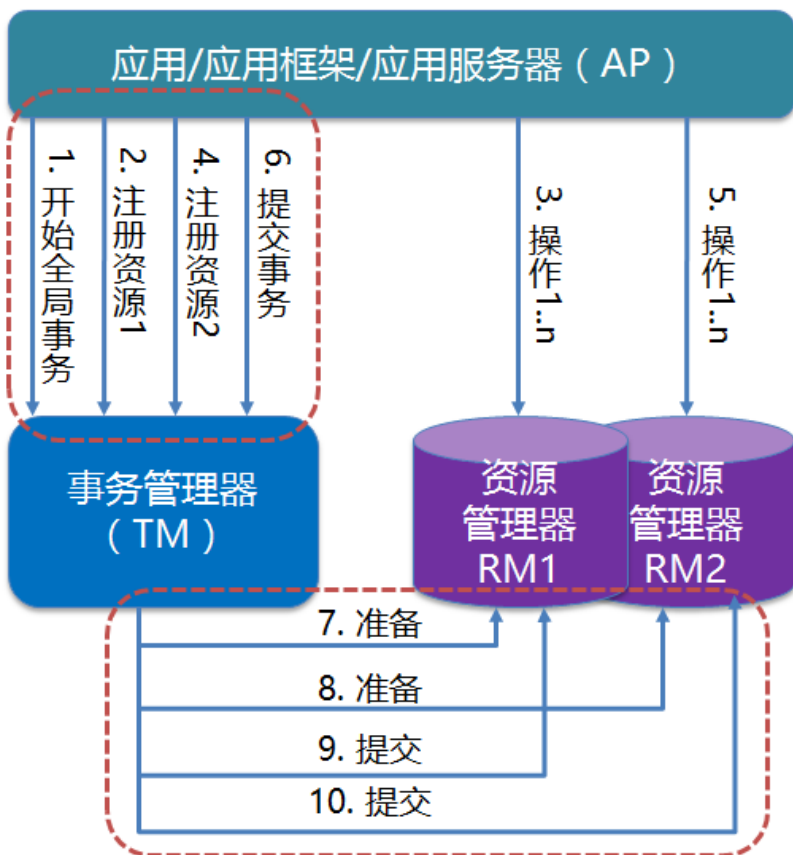 应用/应用框架/应用服务器（AP）
1. 开始全局事务
2. 注册资源1
4. 注册资源2
6. 提交事务
3. 操作1..n
5. 操作1..n
事务管理器
（TM）
资源
管理器
RM1
资源
管理器
RM2
7. 准备
8. 准备
9. 提交
10. 提交